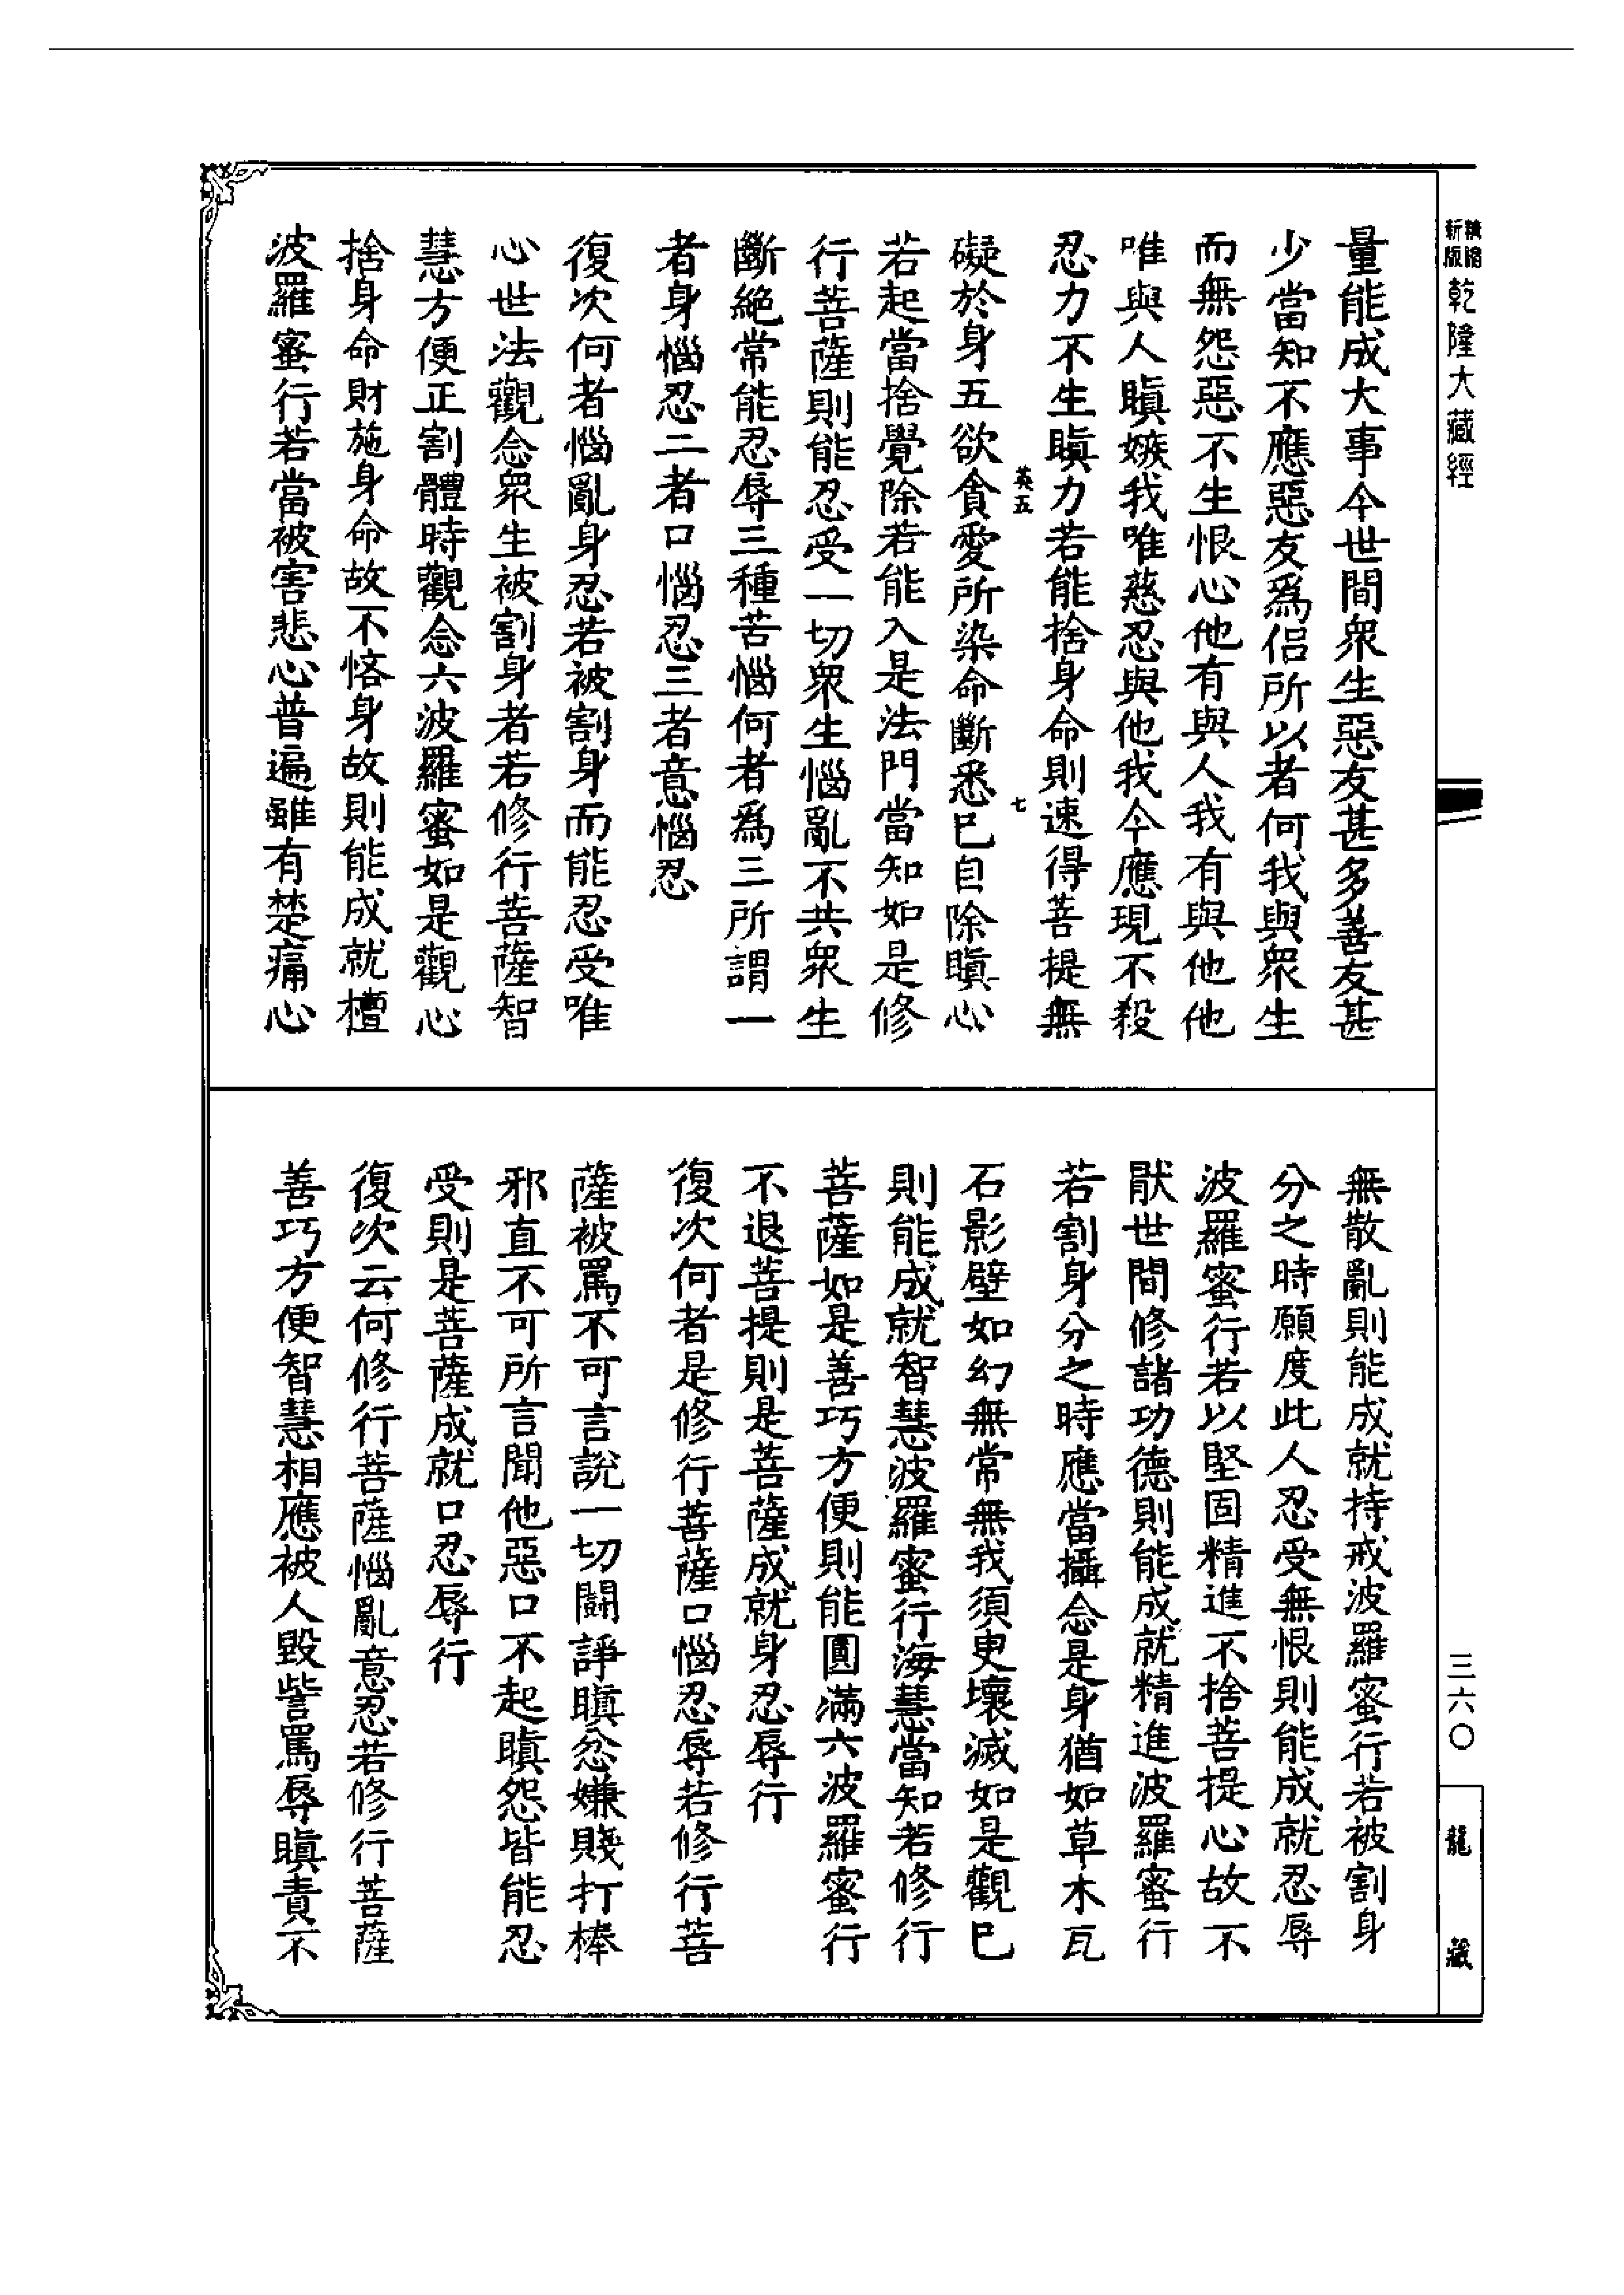 精繕新版乾隆大藏經
量能成大事今世間衆生惡友甚多善友甚
少當知不應惡友爲侶所以者何我與衆生
而無怨惡不生恨心他有與人我有與他他
唯與人瞋嫉我唯慈忍與他我今應現不殺
忍力不生瞋力若能捨身命則速得菩提無
英五
七
礙於身五欲貪愛所染命斷悉已自除瞋心
若起當捨覺除若能入是法門當知如是修
行菩薩則能忍受一切衆生惱亂不共衆生
斷絶常能忍辱三種苦惱何者爲三所謂一
者身惱忍二者口惱忍三者意惱忍
復次何者惱亂身忍若被割身而能忍受唯
心世法觀念衆生被割身者若修行菩薩智
慧方便正割體時觀念六波羅蜜如是觀心
捨身命財施身命故不悋身故則能成就檀
波羅蜜行若當被害悲心普遍雖有楚痛心
無散亂則能成就持戒波羅蜜行若被割身
分之時願度此人忍受無恨則能成就忍辱
波羅蜜行若以堅固精進不捨菩提心故不
猒世間修諸功德則能成就精進波羅蜜行
若割身分之時應當攝念是身猶如草木瓦
石影壁如幻無常無我須臾壞滅如是觀已
則能成就智慧波羅蜜行海慧當知若修行
菩薩如是善巧方便則能圓滿六波羅蜜行
不退菩提則是菩薩成就身忍辱行
復次何者是修行菩薩口惱忍辱若修行菩
薩被罵不可言說一切鬪諍瞋忿嫌賤打棒
邪直不可所言聞他惡口不起瞋怨皆能忍
受則是菩薩成就口忍辱行
復次云何修行菩薩惱亂意忍若修行菩薩
善巧方便智慧相應被人毀訾罵辱瞋責不
三六〇
龍藏